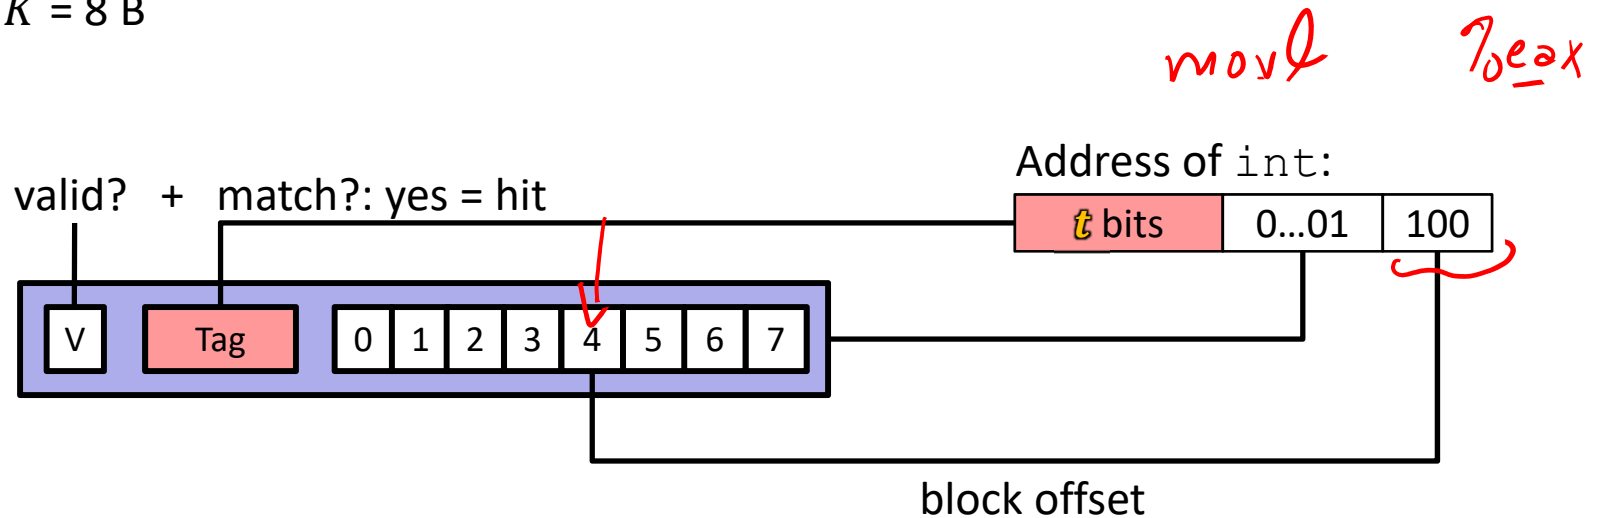 K = 8 B
movl %eax
Address of int:
valid? + match?: yes = hit
t bits 0...01 100
V Tag 0 1 2 3 4 5 6 7
block offset